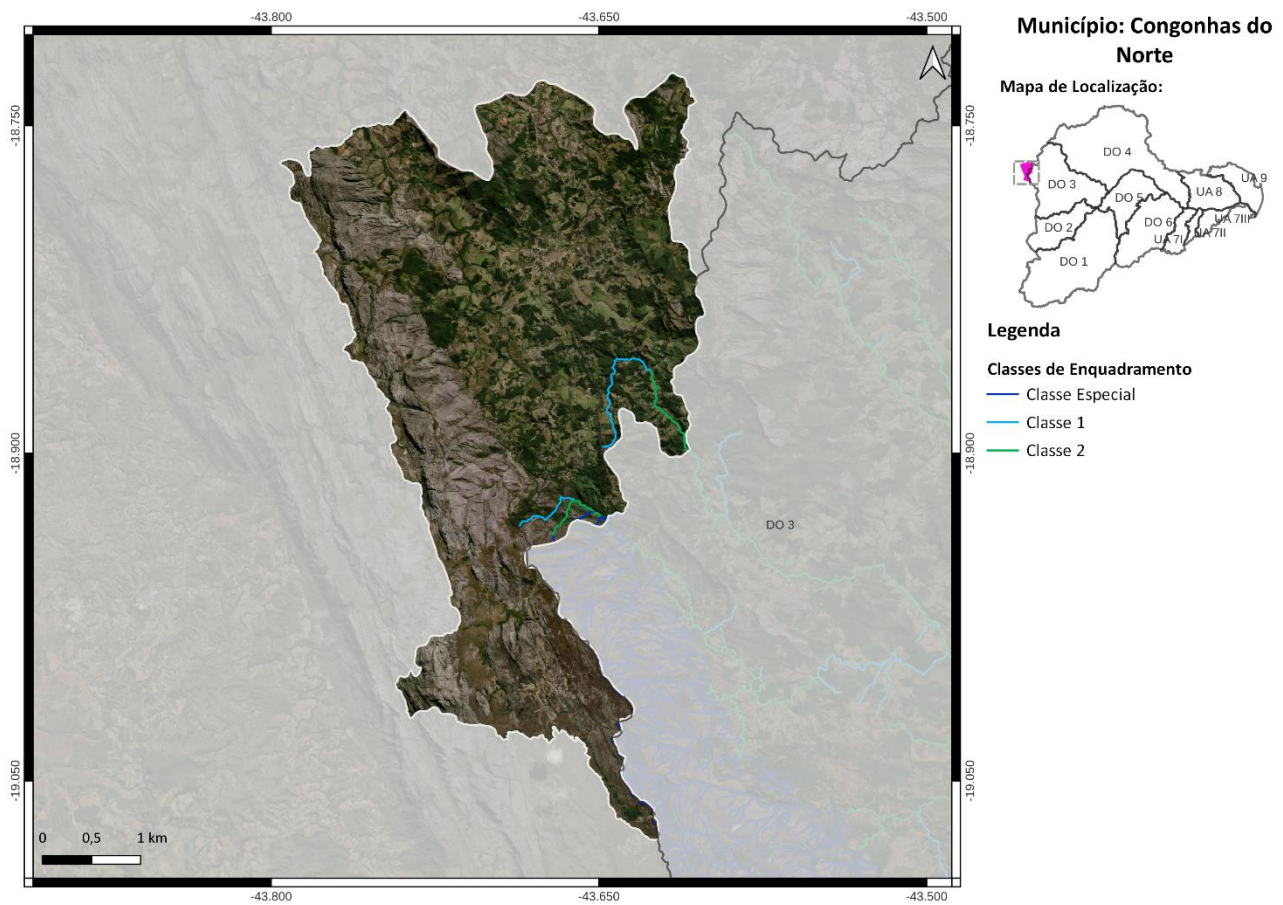 -43.800
-43.650
-43.500
Município: Congonhas do
Norte
Mapa de Localização:
-18.750
-18.750
DO 4
DO 3
UA 9
UA 8
DO 5
DO 2
DO 6
UA 7III
UA 7II
UA 7I
DO 1
Legenda
Classes de Enquadramento
Classe Especial
Classe 1
Classe 2
-18.900
-18.900
DO 3
-19.050
-19.050
0 0,5 1 km
-43.800
-43.650
-43.500